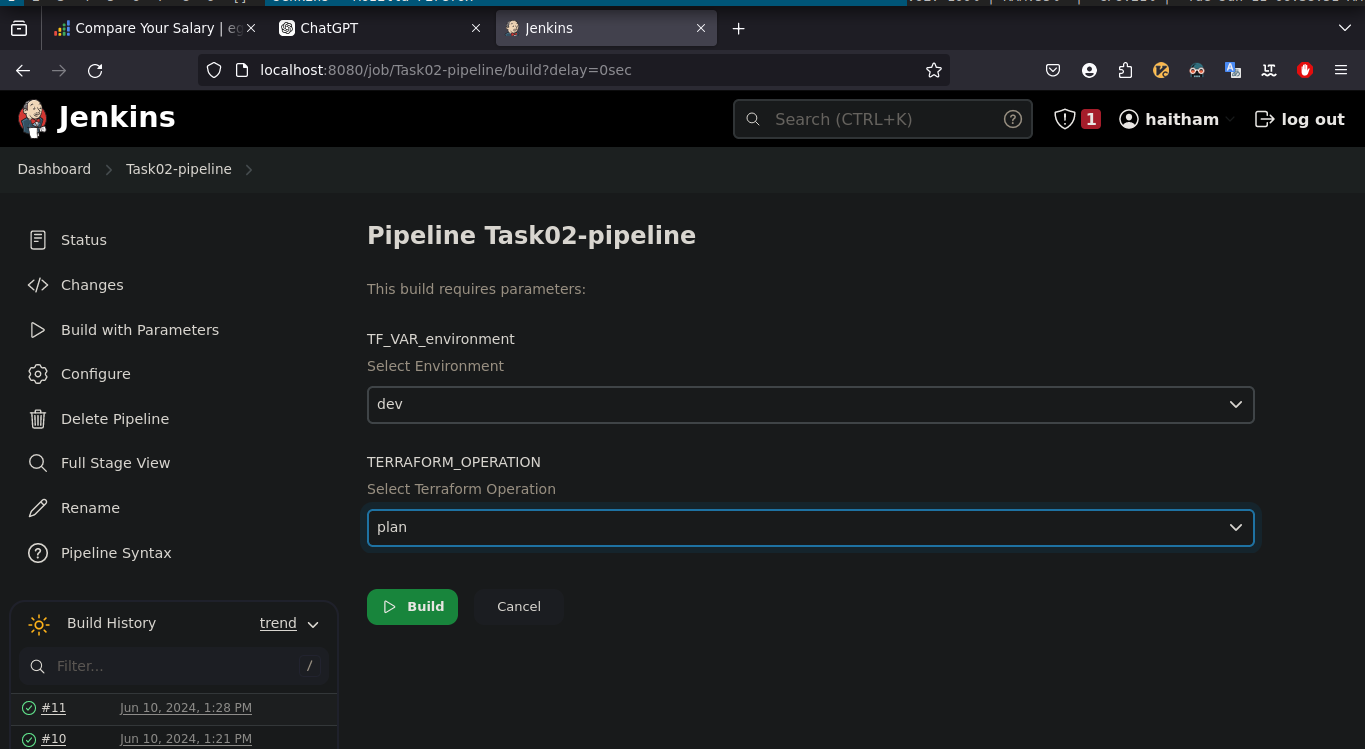 Compare Your Salary | eg
ChatGPT
Jenkins
localhost:8080/job/Task02-pipeline/build?delay=0sec
Jenkins
Search (CTRL+K)
1
haitham
log out
Dashboard
Task02-pipeline
Status
Changes
Build with Parameters
Configure
Delete Pipeline
Full Stage View
Rename
Pipeline Syntax
Build History
trend
Filter...
/
#11
Jun 10, 2024, 1:28 PM
#10
Jun 10, 2024, 1:21 PM
Pipeline Task02-pipeline
This build requires parameters:
TF_VAR_environment
Select Environment
dev
TERRAFORM_OPERATION
Select Terraform Operation
plan
Build
Cancel